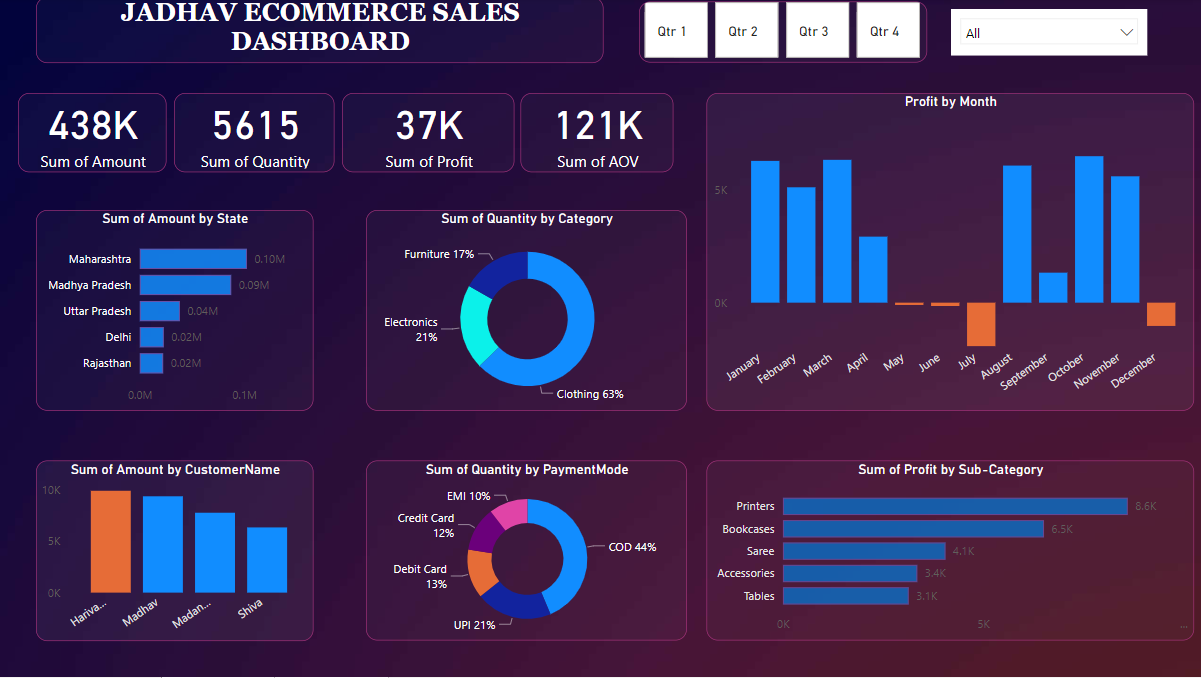 JADHAV ECOMMERCE SALES
DASHBOARD
Qtr 1
Qtr 2
Qtr 3
Qtr 4
All
438K
Sum of Amount
5615
Sum of Quantity
37K
Sum of Profit
121K
Sum of AOV
Profit by Month
5K
0K
January
February
March
April
May
June
July
August
September
October
November
December
Sum of Amount by State
Maharashtra
0.10M
Madhya Pradesh
0.09M
Uttar Pradesh
0.04M
Delhi
0.02M
Rajasthan
0.02M
0.0M
0.1M
Sum of Quantity by Category
Furniture 17%
Electronics
21%
Clothing 63%
Sum of Amount by CustomerName
10K
5K
0K
Hariva...
Madhav
Madan...
Shiva
Sum of Quantity by PaymentMode
EMI 10%
Credit Card
12%
Debit Card
13%
UPI 21%
COD 44%
Sum of Profit by Sub-Category
Printers
8.6K
Bookcases
6.5K
Saree
4.1K
Accessories
3.4K
Tables
3.1K
0K
5K
...